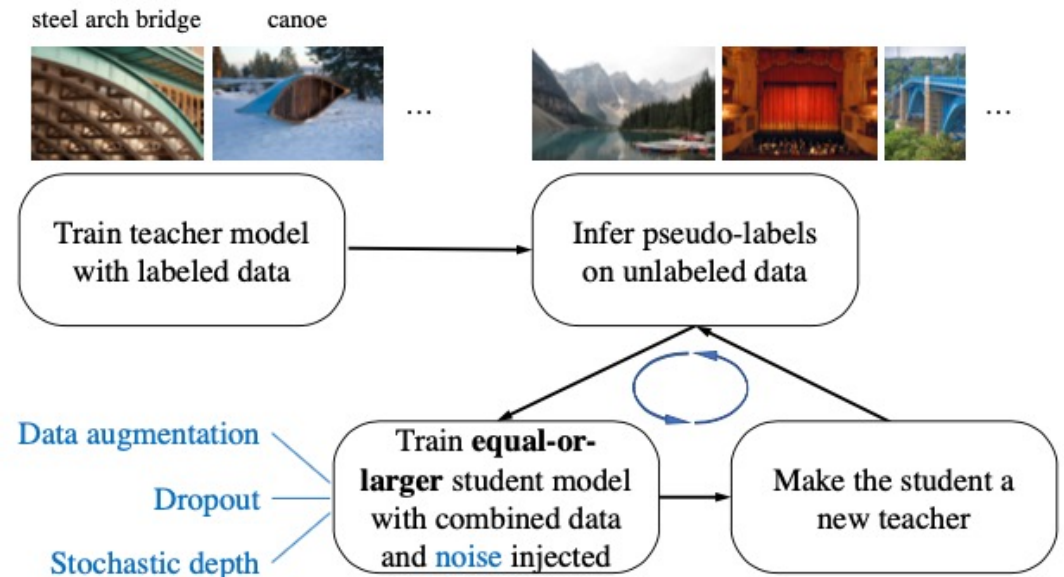 steel arch bridge
canoe
...
...
Train teacher model
with labeled data
Infer pseudo-labels
on unlabeled data
Data augmentation
Dropout
Stochastic depth
Train equal-or-
larger student model
with combined data
and noise injected
Make the student a
new teacher